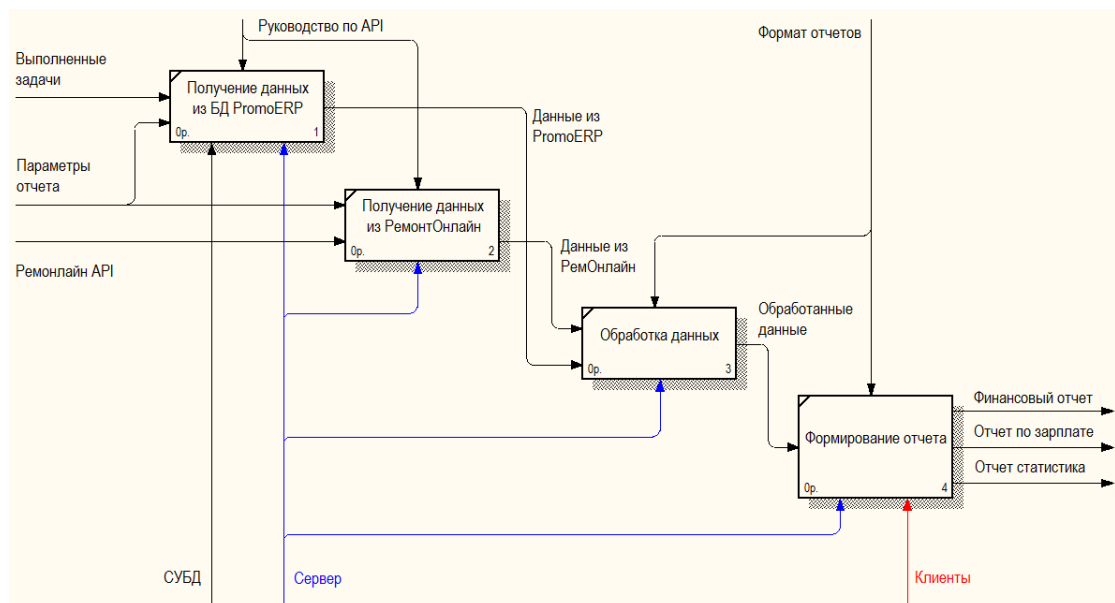 Руководство по API
Формат отчетов
Выполненные
задачи
Получение данных
из БД PromoERP
0р.
1
Данные из
PromoERP
Параметры
отчета
Получение данных
из РемонтОнлайн
0р.
2
Ремонлайн API
Данные из
РемОнлайн
Обработка данных
0р.
3
Обработанные
данные
Формирование отчета
0р.
4
Финансовый отчет
Отчет по зарплате
Отчет статистика
СУБД
Сервер
Клиенты